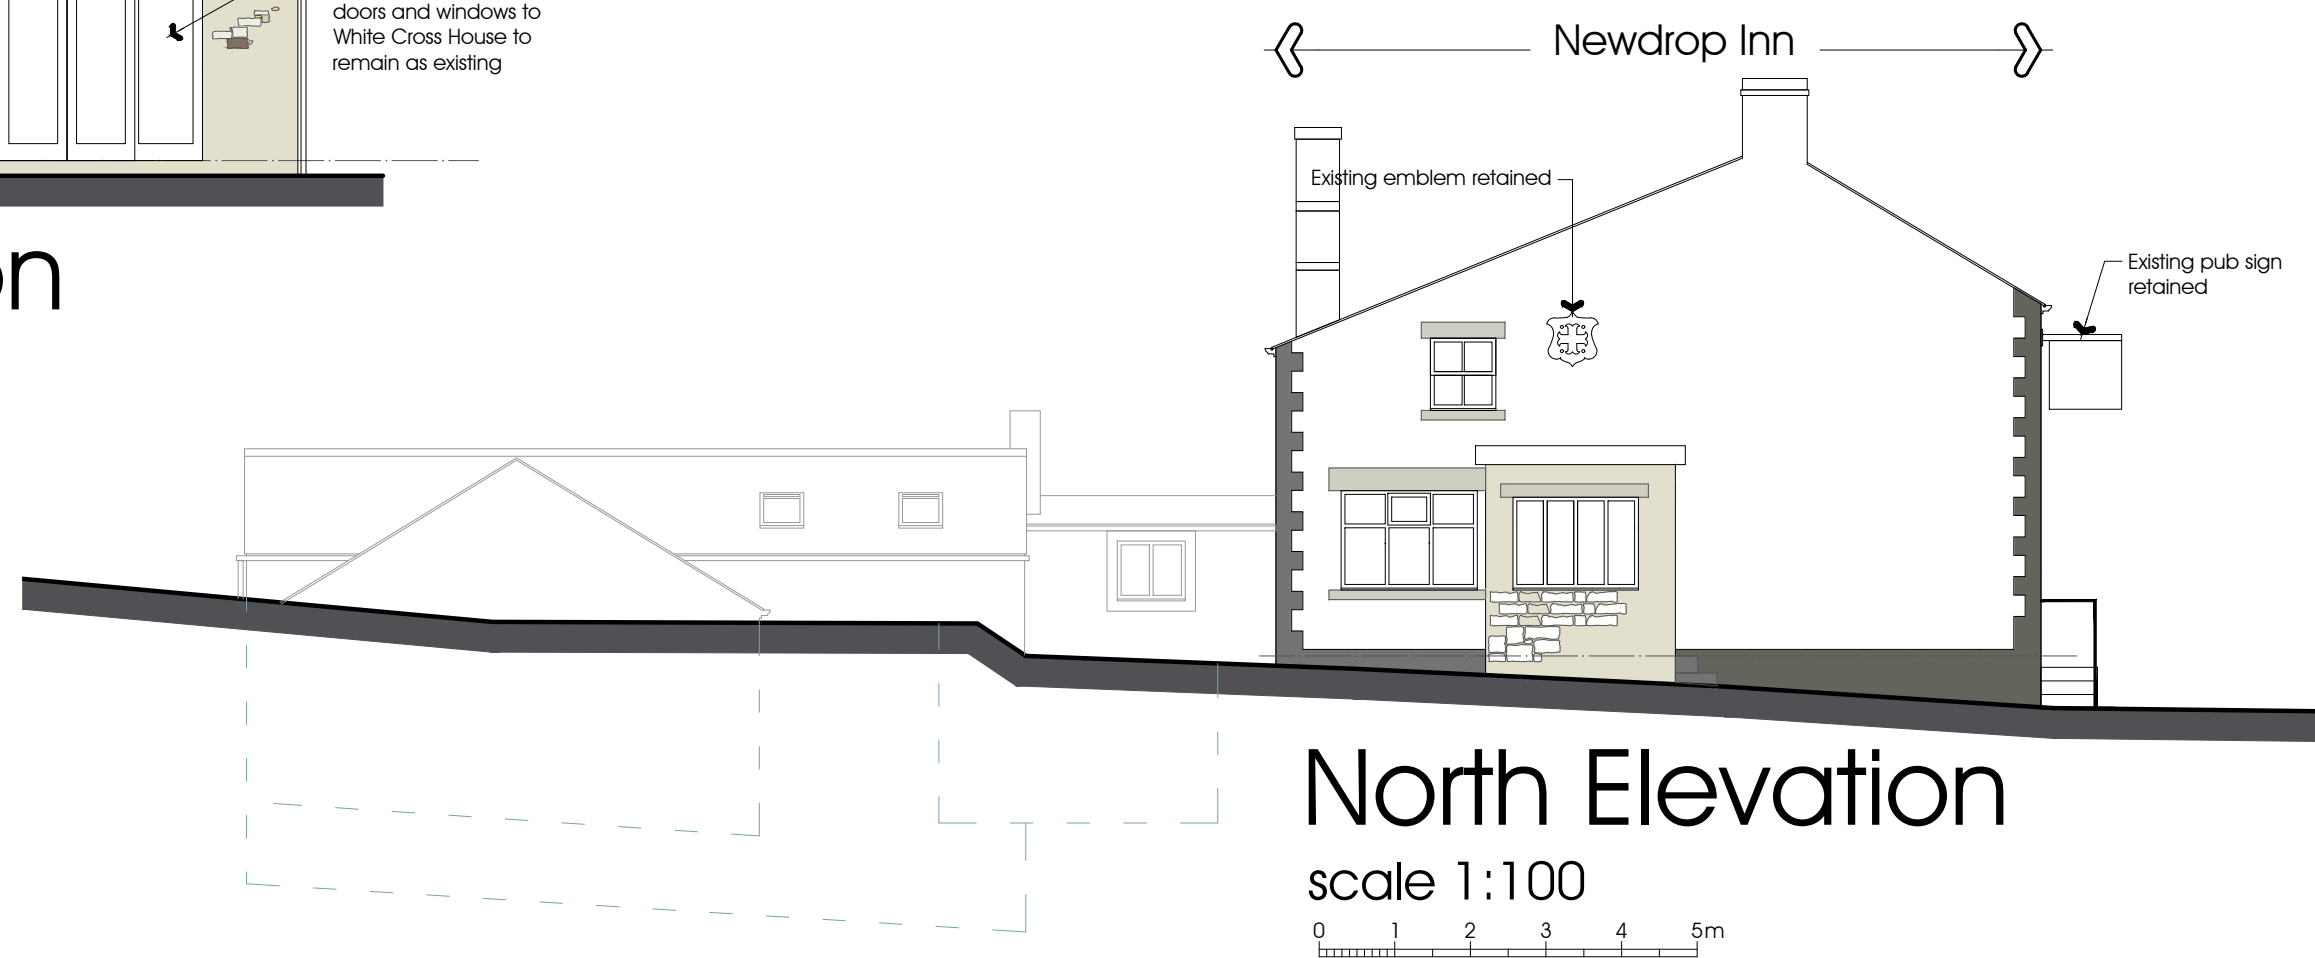 doors and windows to
White Cross House to
remain as existing
on
Newdrop Inn
Existing emblem retained
Existing pub sign
retained
North Elevation
scale 1:100
0 1 2 3 4 5m